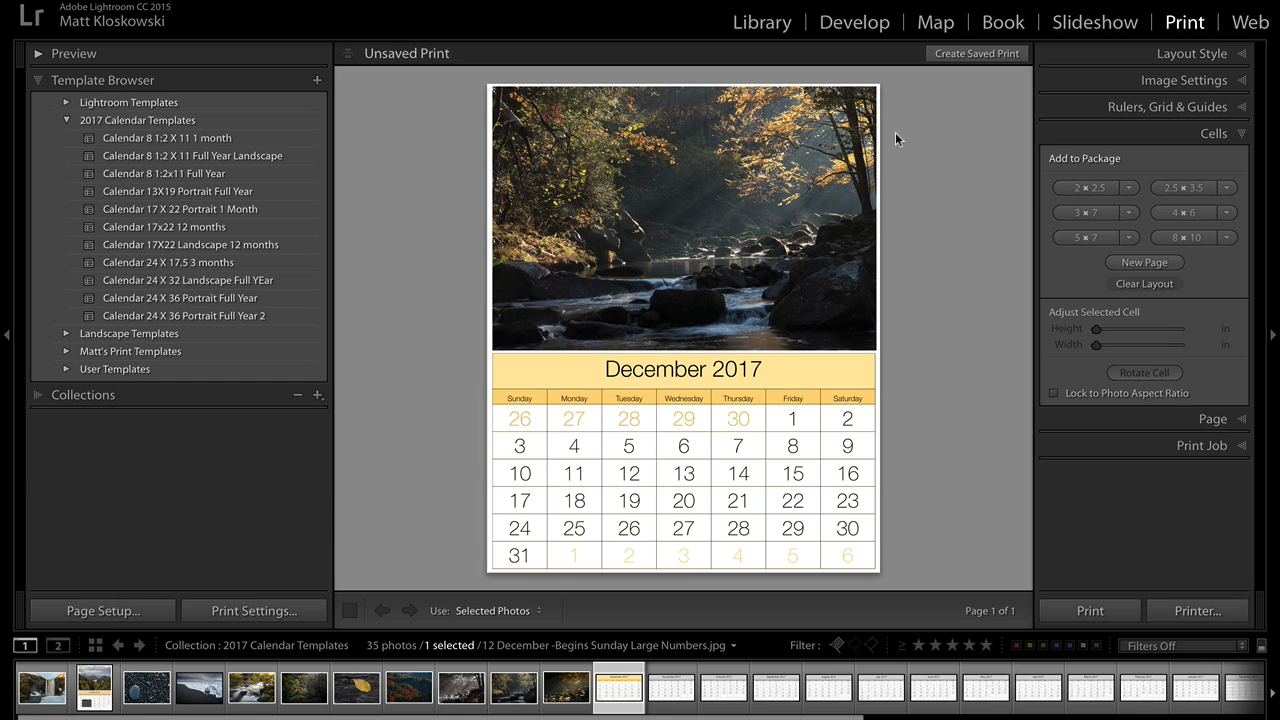 Lr
Adobe Lightroom CC 2015
Matt Kloskowski
Library | Develop | Map | Book | Slideshow | Print | Web
Preview
Template Browser
Lightroom Templates
2017 Calendar Templates
Calendar 8 1:2 X 11 1 month
Calendar 8 1:2 X 11 Full Year Landscape
Calendar 8 1:2x11 Full Year
Calendar 13X19 Portrait Full Year
Calendar 17 X 22 Portrait 1 Month
Calendar 17x22 12 months
Calendar 17X22 Landscape 12 months
Calendar 24 X 17.5 3 months
Calendar 24 X 32 Landscape Full YEar
Calendar 24 X 36 Portrait Full Year
Calendar 24 X 36 Portrait Full Year 2
Landscape Templates
Matt's Print Templates
User Templates
Collections
Page Setup...
Print Settings...
Unsaved Print
Create Saved Print
December 2017
Sunday Monday Tuesday Wednesday Thursday Friday Saturday
26 27 28 29 30 1 2
3 4 5 6 7 8 9
10 11 12 13 14 15 16
17 18 19 20 21 22 23
24 25 26 27 28 29 30
31 1 2 3 4 5 6
Use: Selected Photos
Page 1 of 1
Layout Style
Image Settings
Rulers, Grid & Guides
Cells
Add to Package
2 × 2.5
2.5 × 3.5
3 × 7
4 × 6
5 × 7
8 × 10
New Page
Clear Layout
Adjust Selected Cell
Height in
Width in
Rotate Cell
Lock to Photo Aspect Ratio
Page
Print Job
Print
Printer...
1
2
Collection : 2017 Calendar Templates
35 photos / 1 selected / 12 December -Begins Sunday Large Numbers.jpg
Filter :
≥
Filters Off